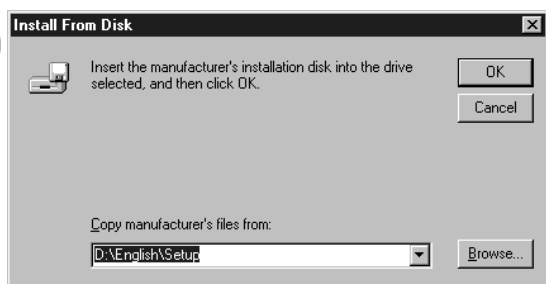 Install From Disk
Insert the manufacturer's installation disk into the drive
selected, and then click OK.
OK
Cancel
Copy manufacturer's files from:
D:\English\Setup
Browse...